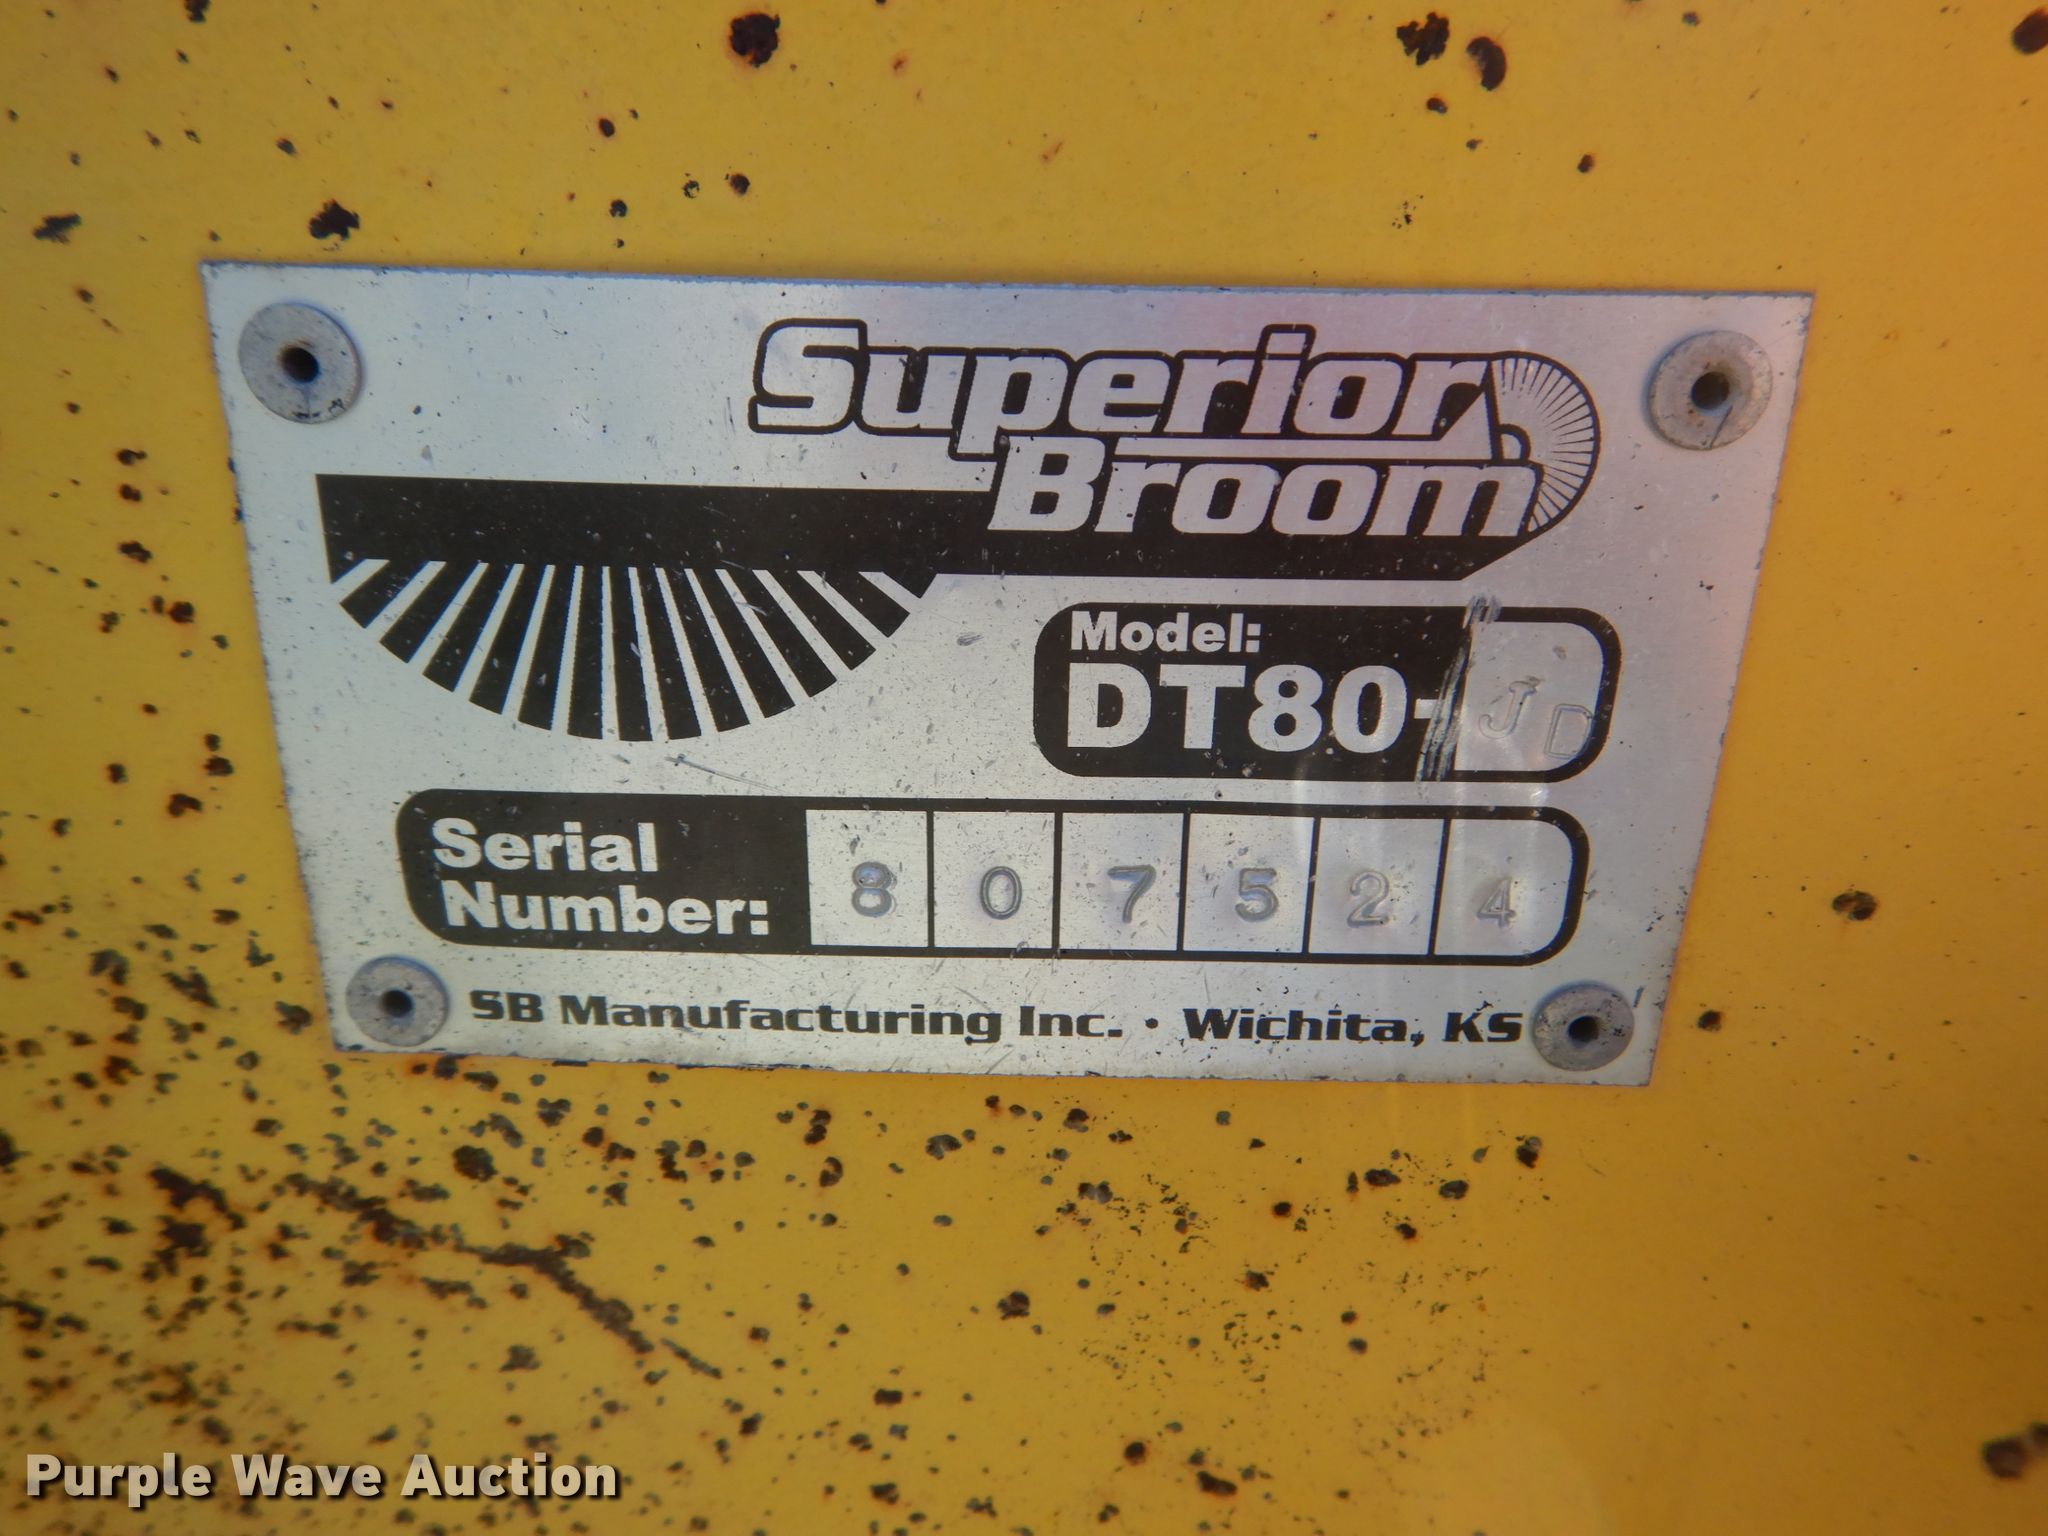 Superior
Broom
Model:
DT80-JD
Serial
Number:
807524
SB Manufacturing Inc. • Wichita, KS
Purple Wave Auction